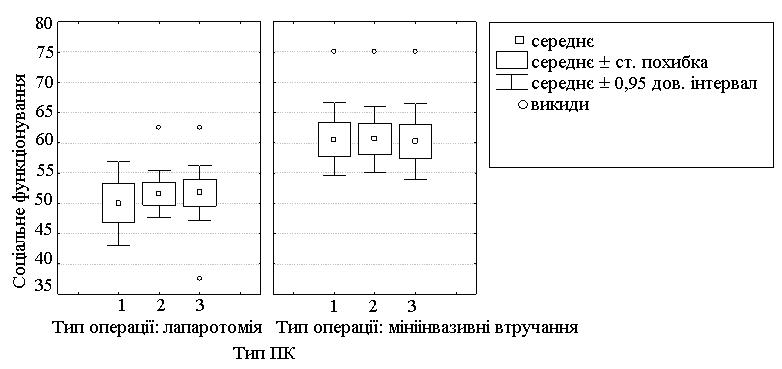 Соціальне функціонування
80
75
70
65
60
55
50
45
40
35
1 2 3
1 2 3
Тип операції: лапаротомія
Тип операції: мініінвазивні втручання
Тип ПК
середнє
середнє ± ст. похибка
середнє ± 0,95 дов. інтервал
викиди